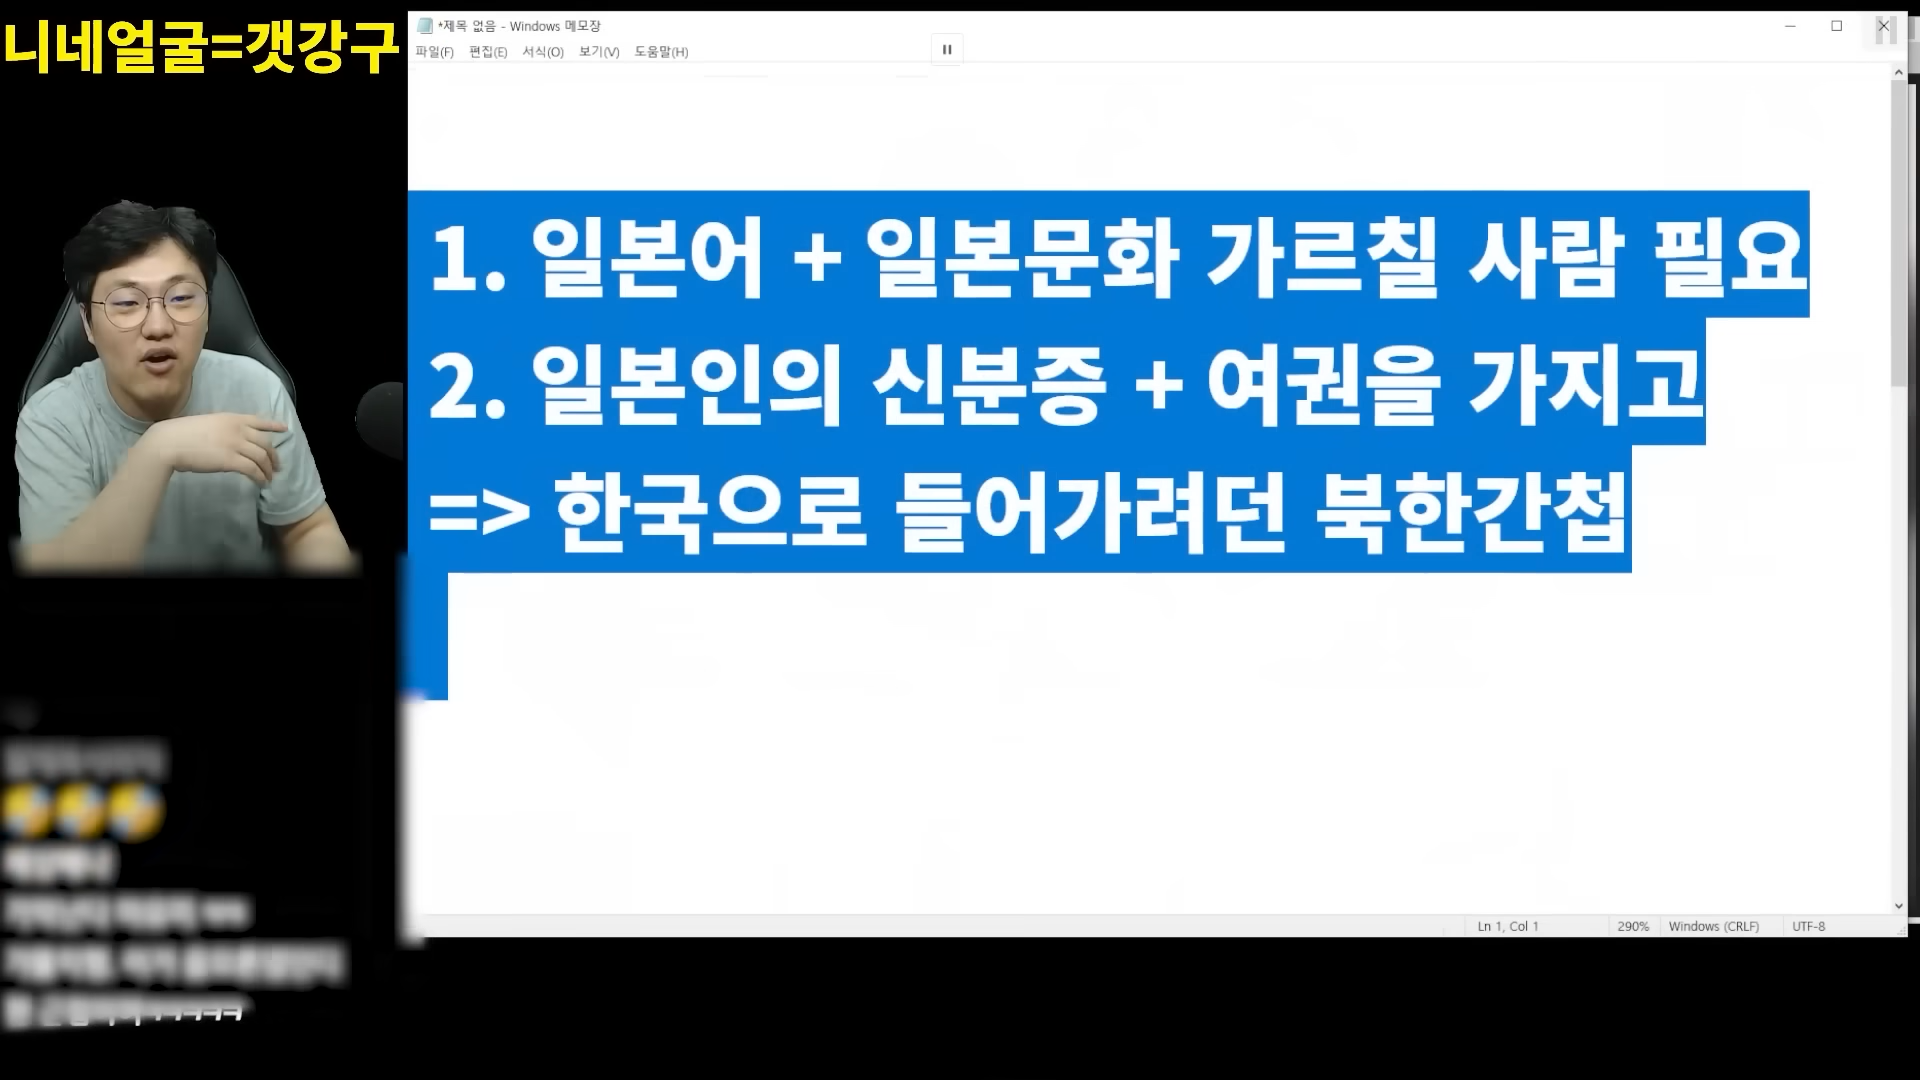 니네얼굴=갯강구
*제목 없음 - Windows 메모장
파일(F) 편집(E) 서식(O) 보기(V) 도움말(H)
1. 일본어 + 일본문화 가르칠 사람 필요
2. 일본인의 신분증 + 여권을 가지고
=> 한국으로 들어가려던 북한간첩
Ln 1, Col 1 290% Windows (CRLF) UTF-8